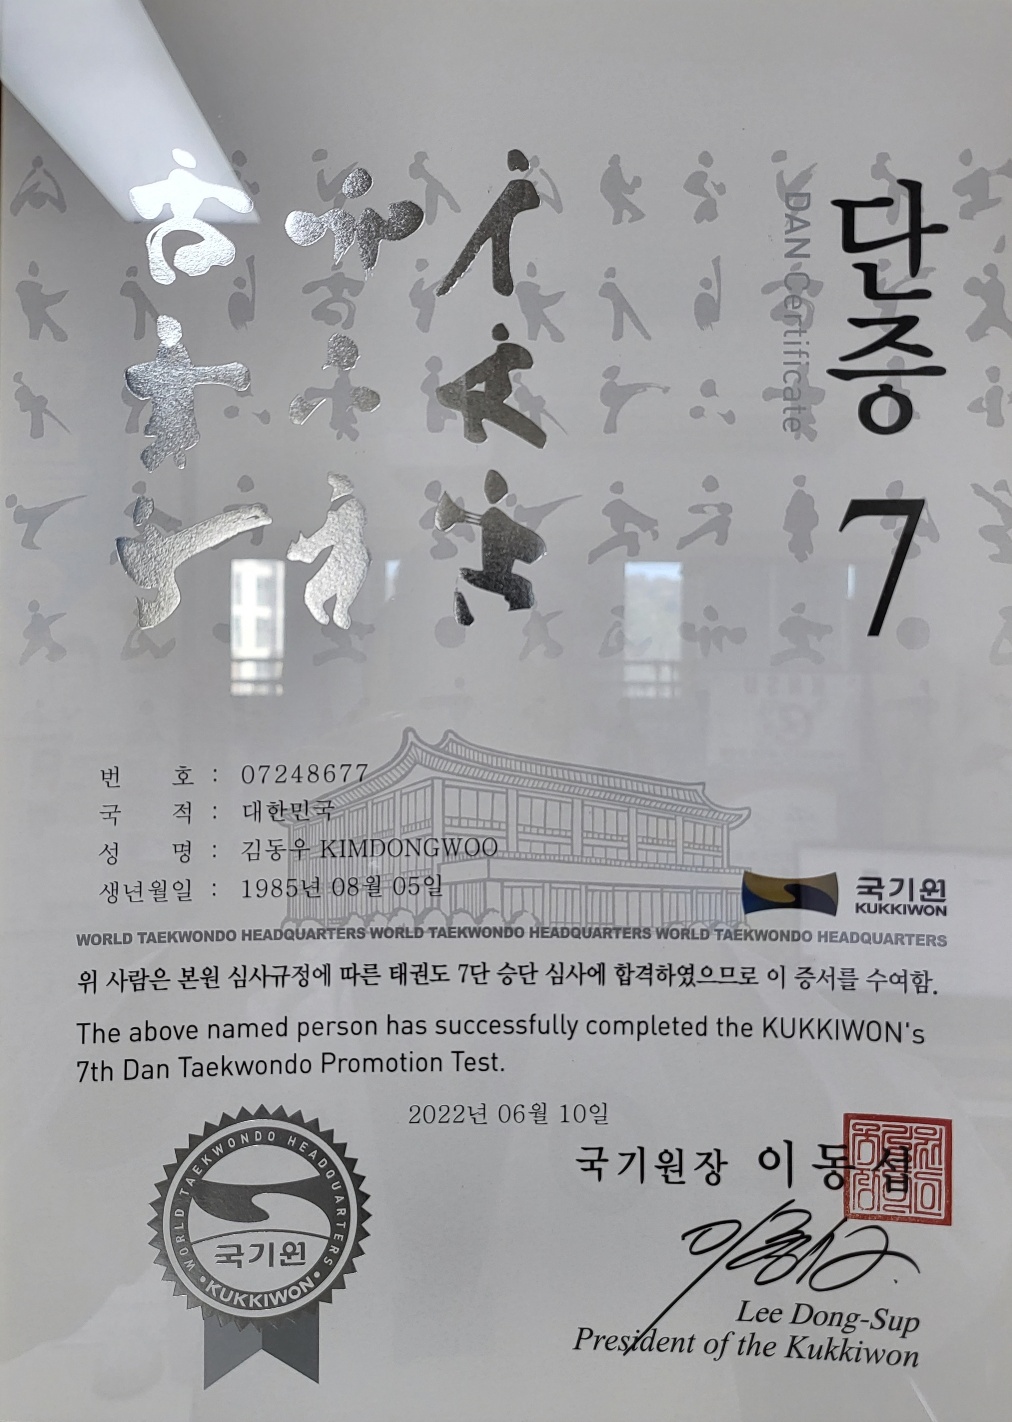 단증
DAN Certificate
7
번 호 : 07248677
국 적 : 대한민국
성 명 : 김동우 KIMDONGWOO
생년월일 : 1985년 08월 05일
국기원
KUKKIWON
WORLD TAEKWONDO HEADQUARTERS WORLD TAEKWONDO HEADQUARTERS WORLD TAEKWONDO HEADQUARTERS
위 사람은 본원 심사규정에 따른 태권도 7단 승단 심사에 합격하였으므로 이 증서를 수여함.
The above named person has successfully completed the KUKKIWON's
7th Dan Taekwondo Promotion Test.
2022년 06월 10일
국기원장 이동섭
Lee Dong-Sup
President of the Kukkiwon
WORLD TAEKWONDO HEADQUARTERS
국기원
KUKKIWON